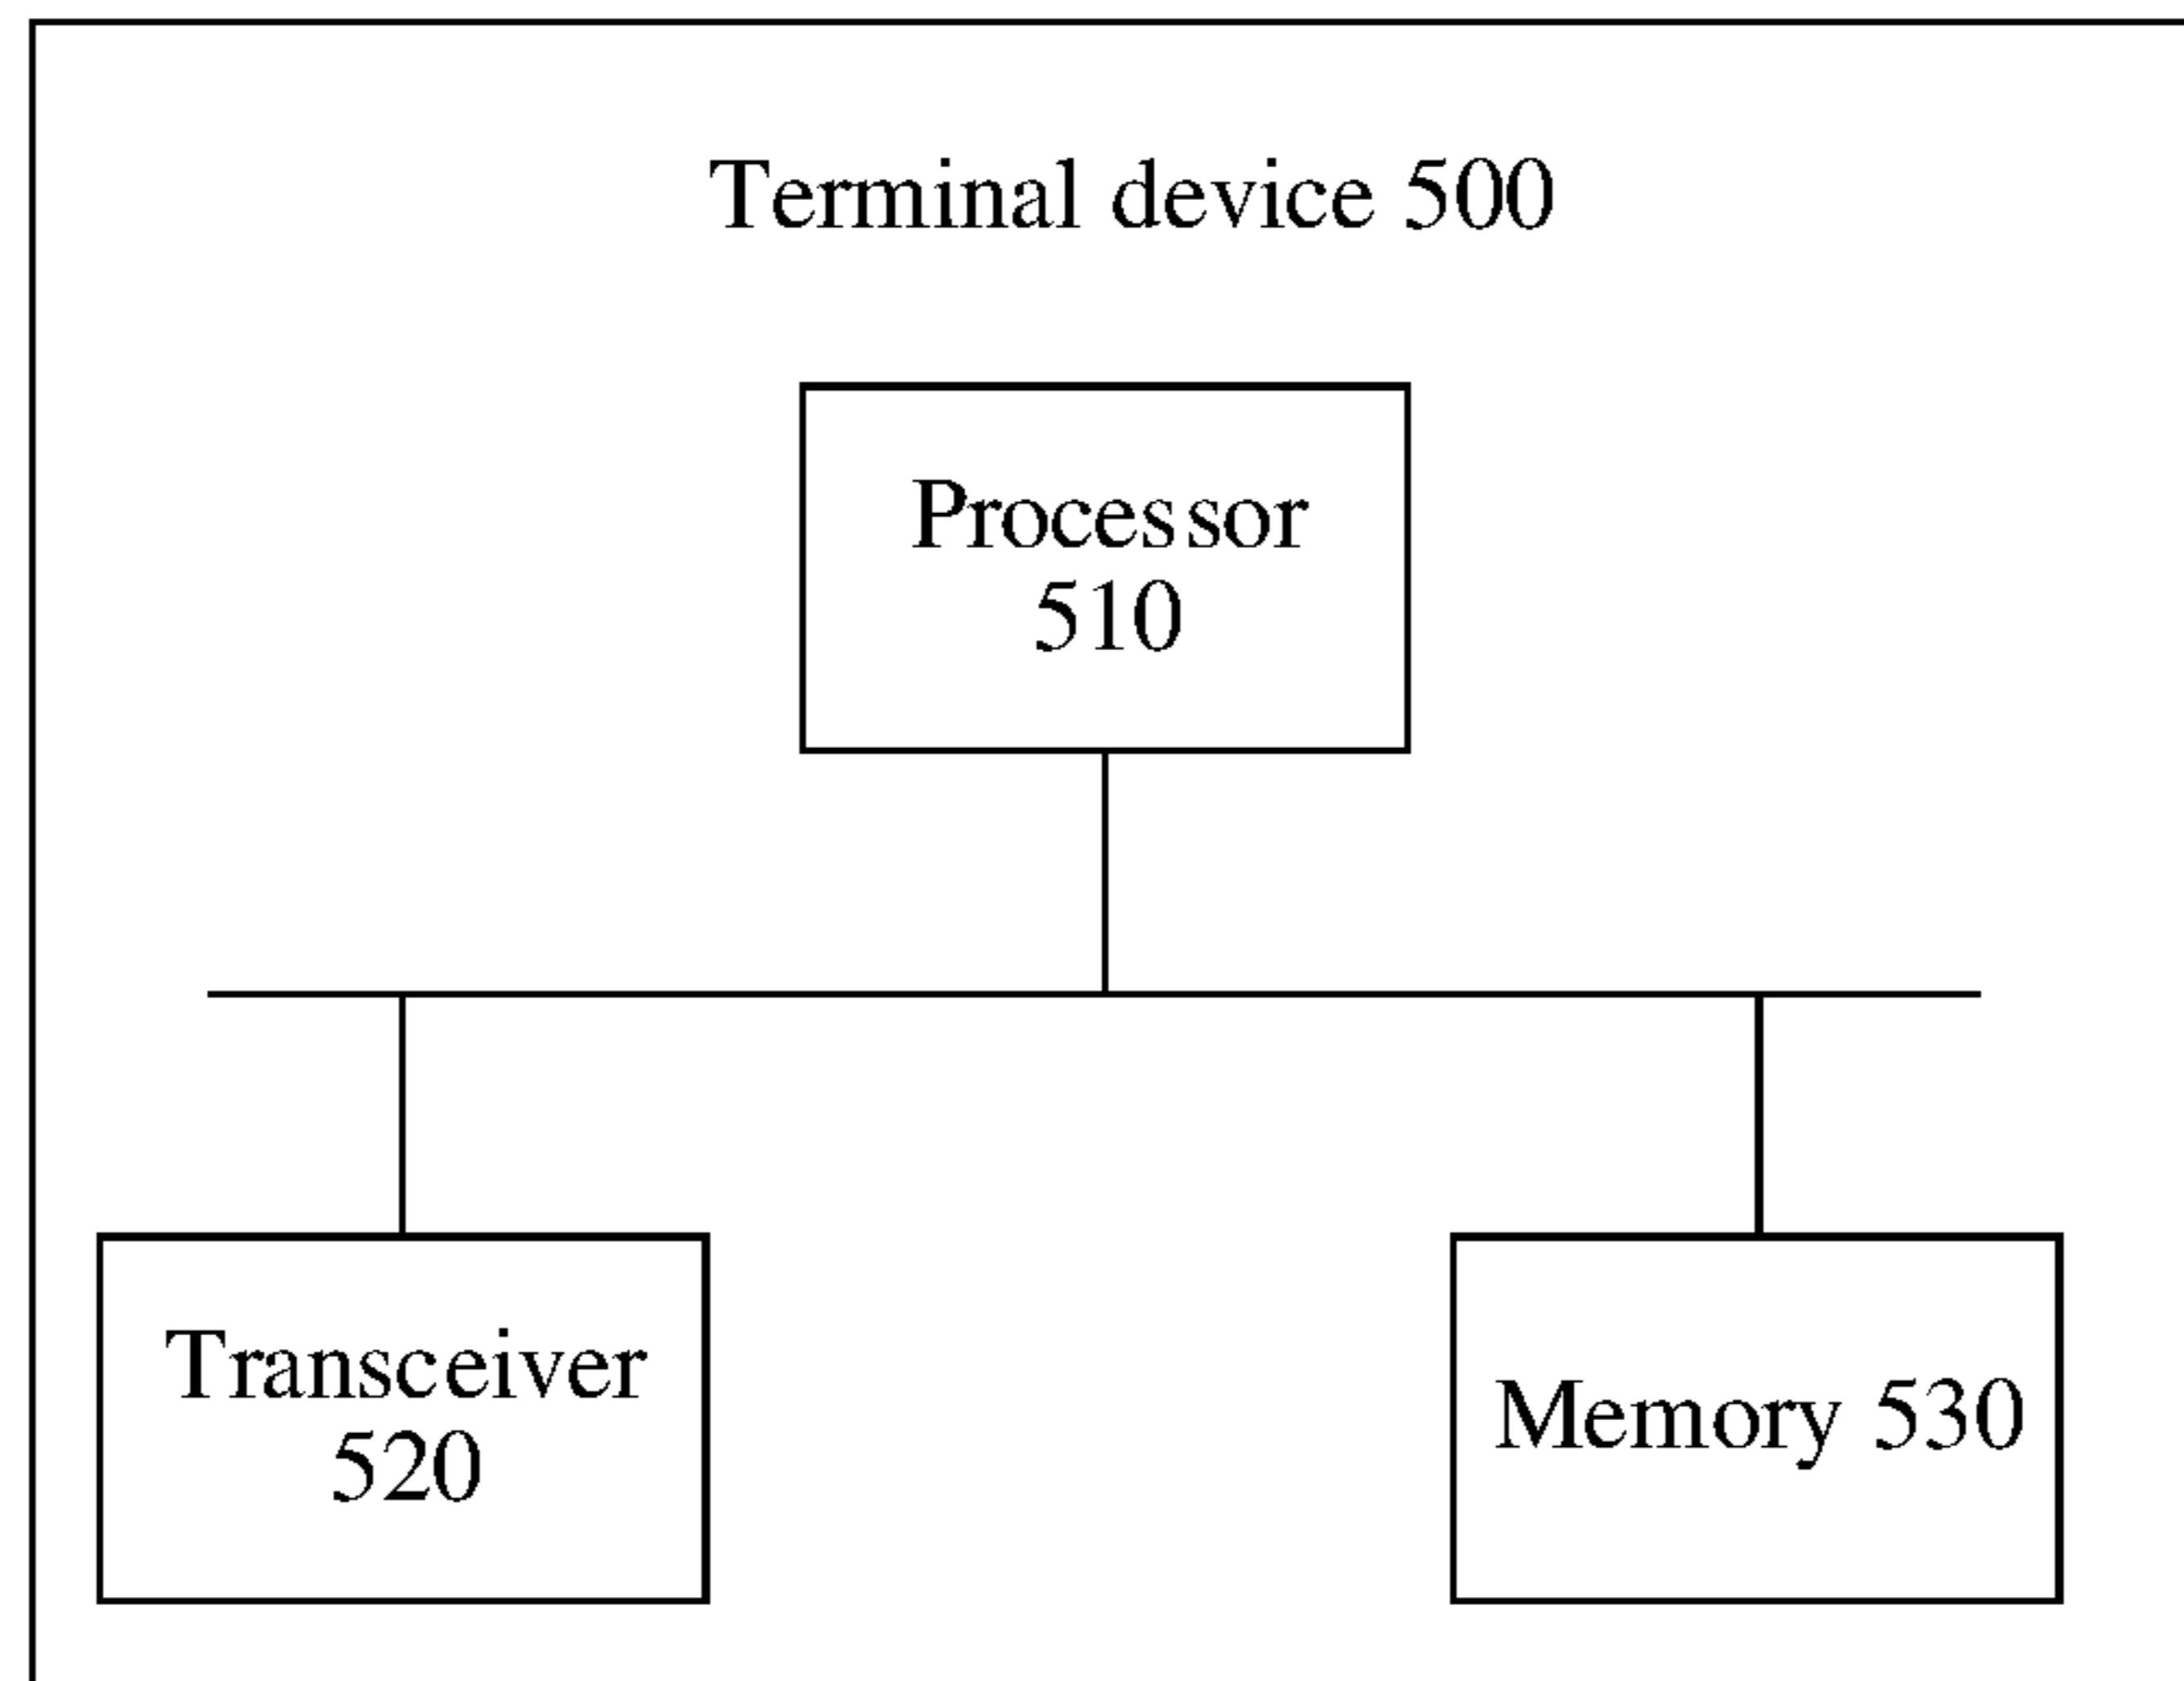 Terminal device 500
Processor
510
Transceiver
520
Memory 530